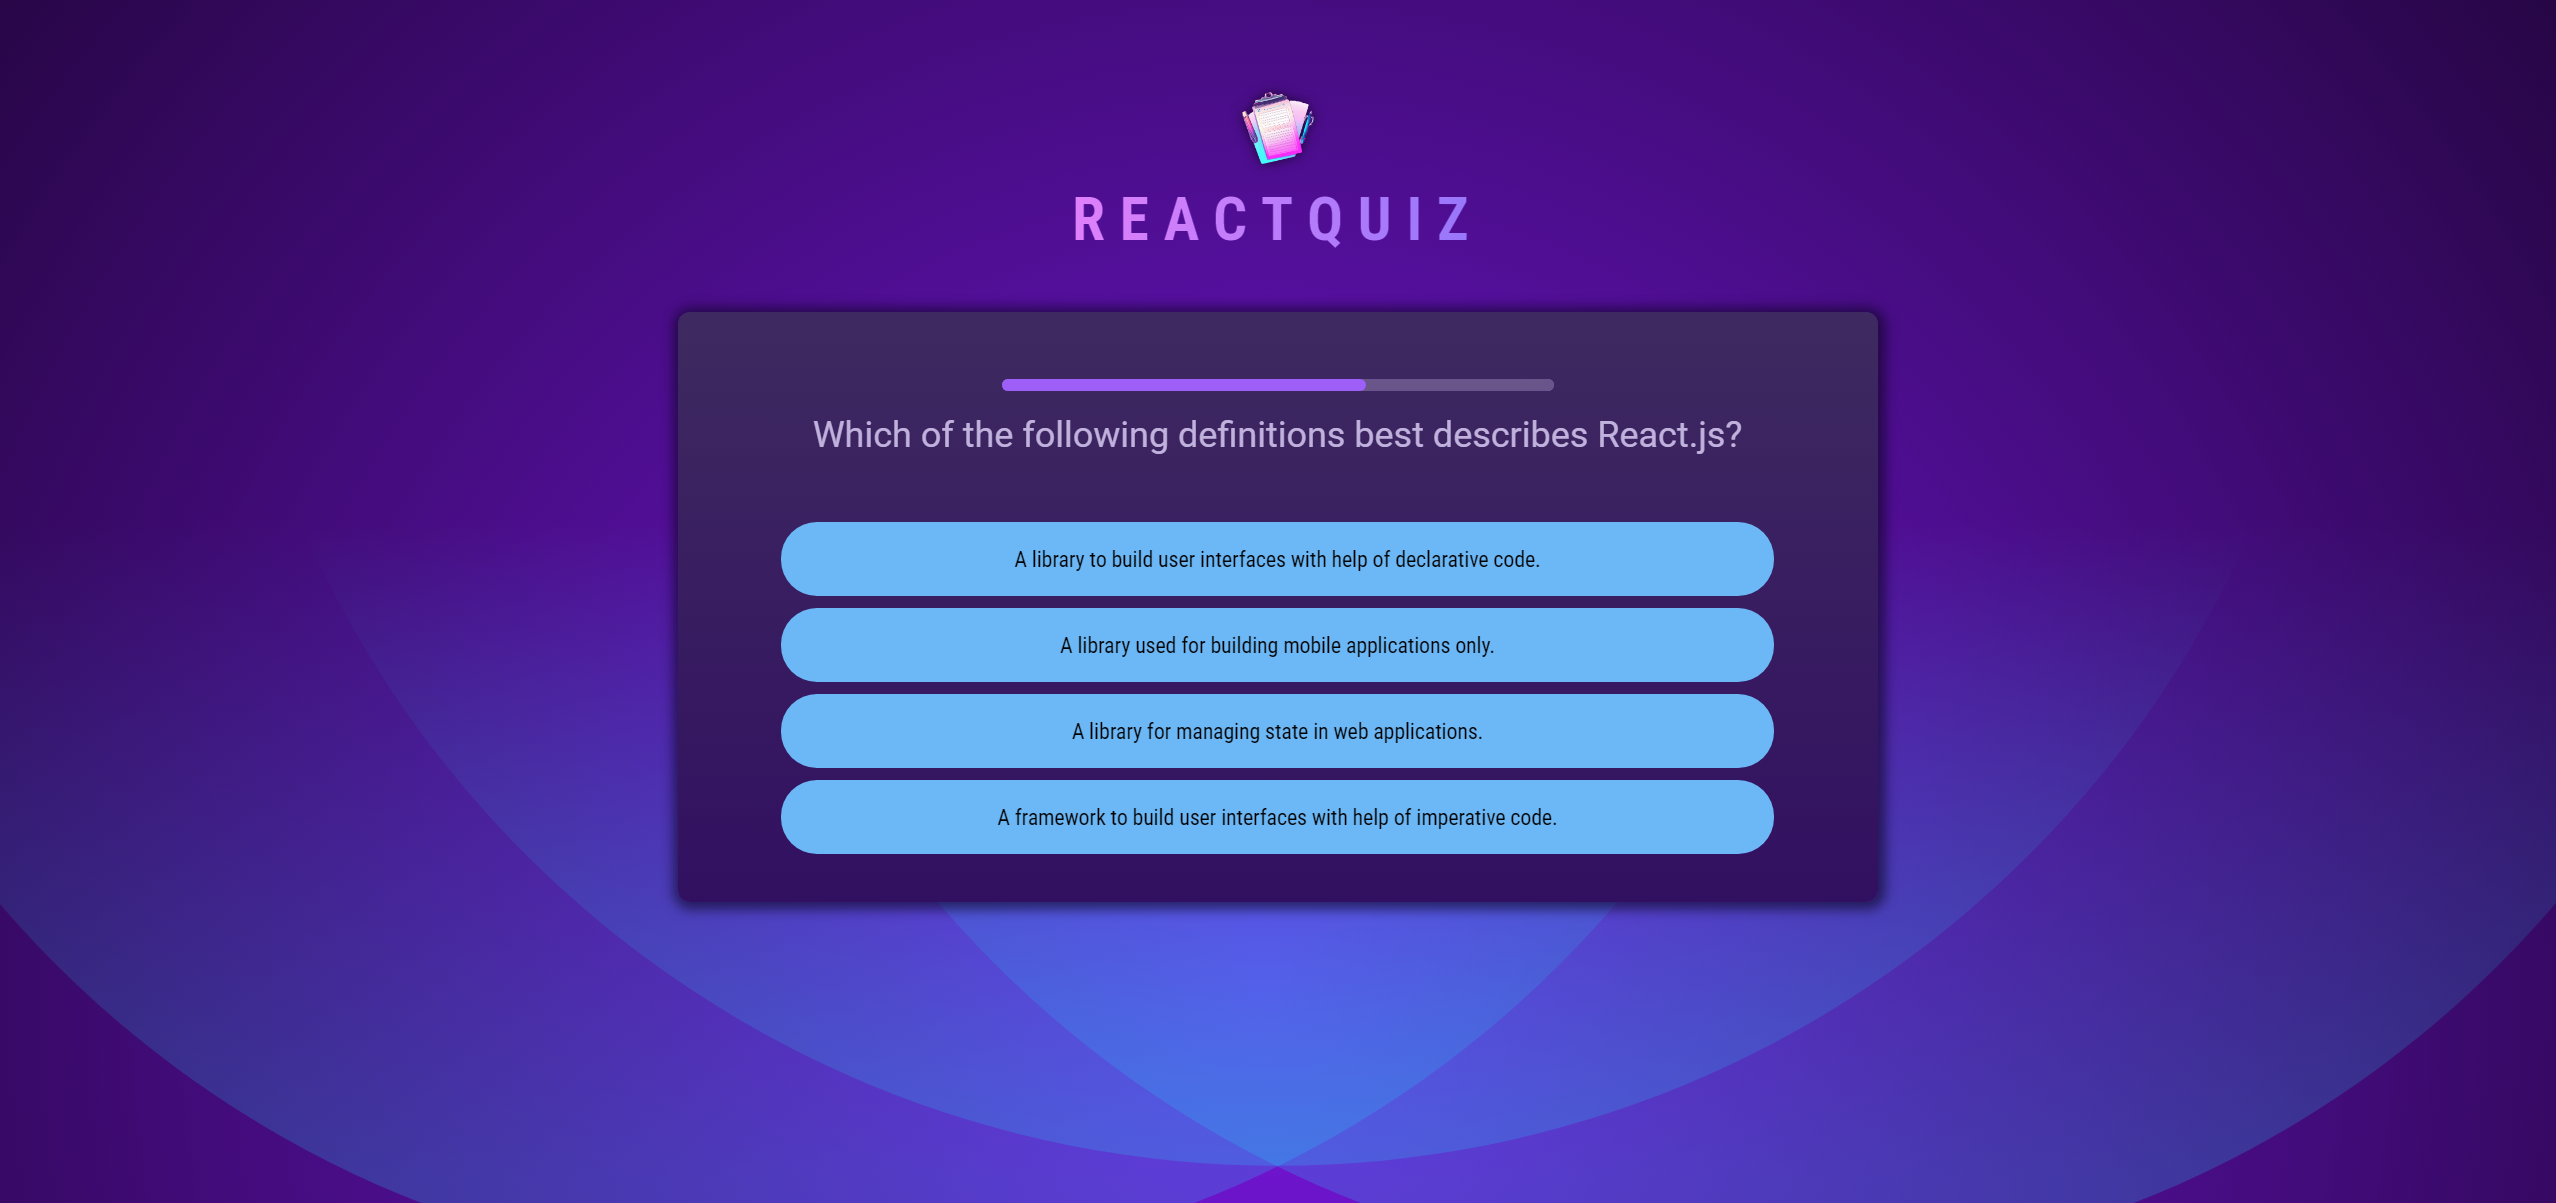 REACTQUIZ
Which of the following definitions best describes React.js?
A library to build user interfaces with help of declarative code.
A library used for building mobile applications only.
A library for managing state in web applications.
A framework to build user interfaces with help of imperative code.